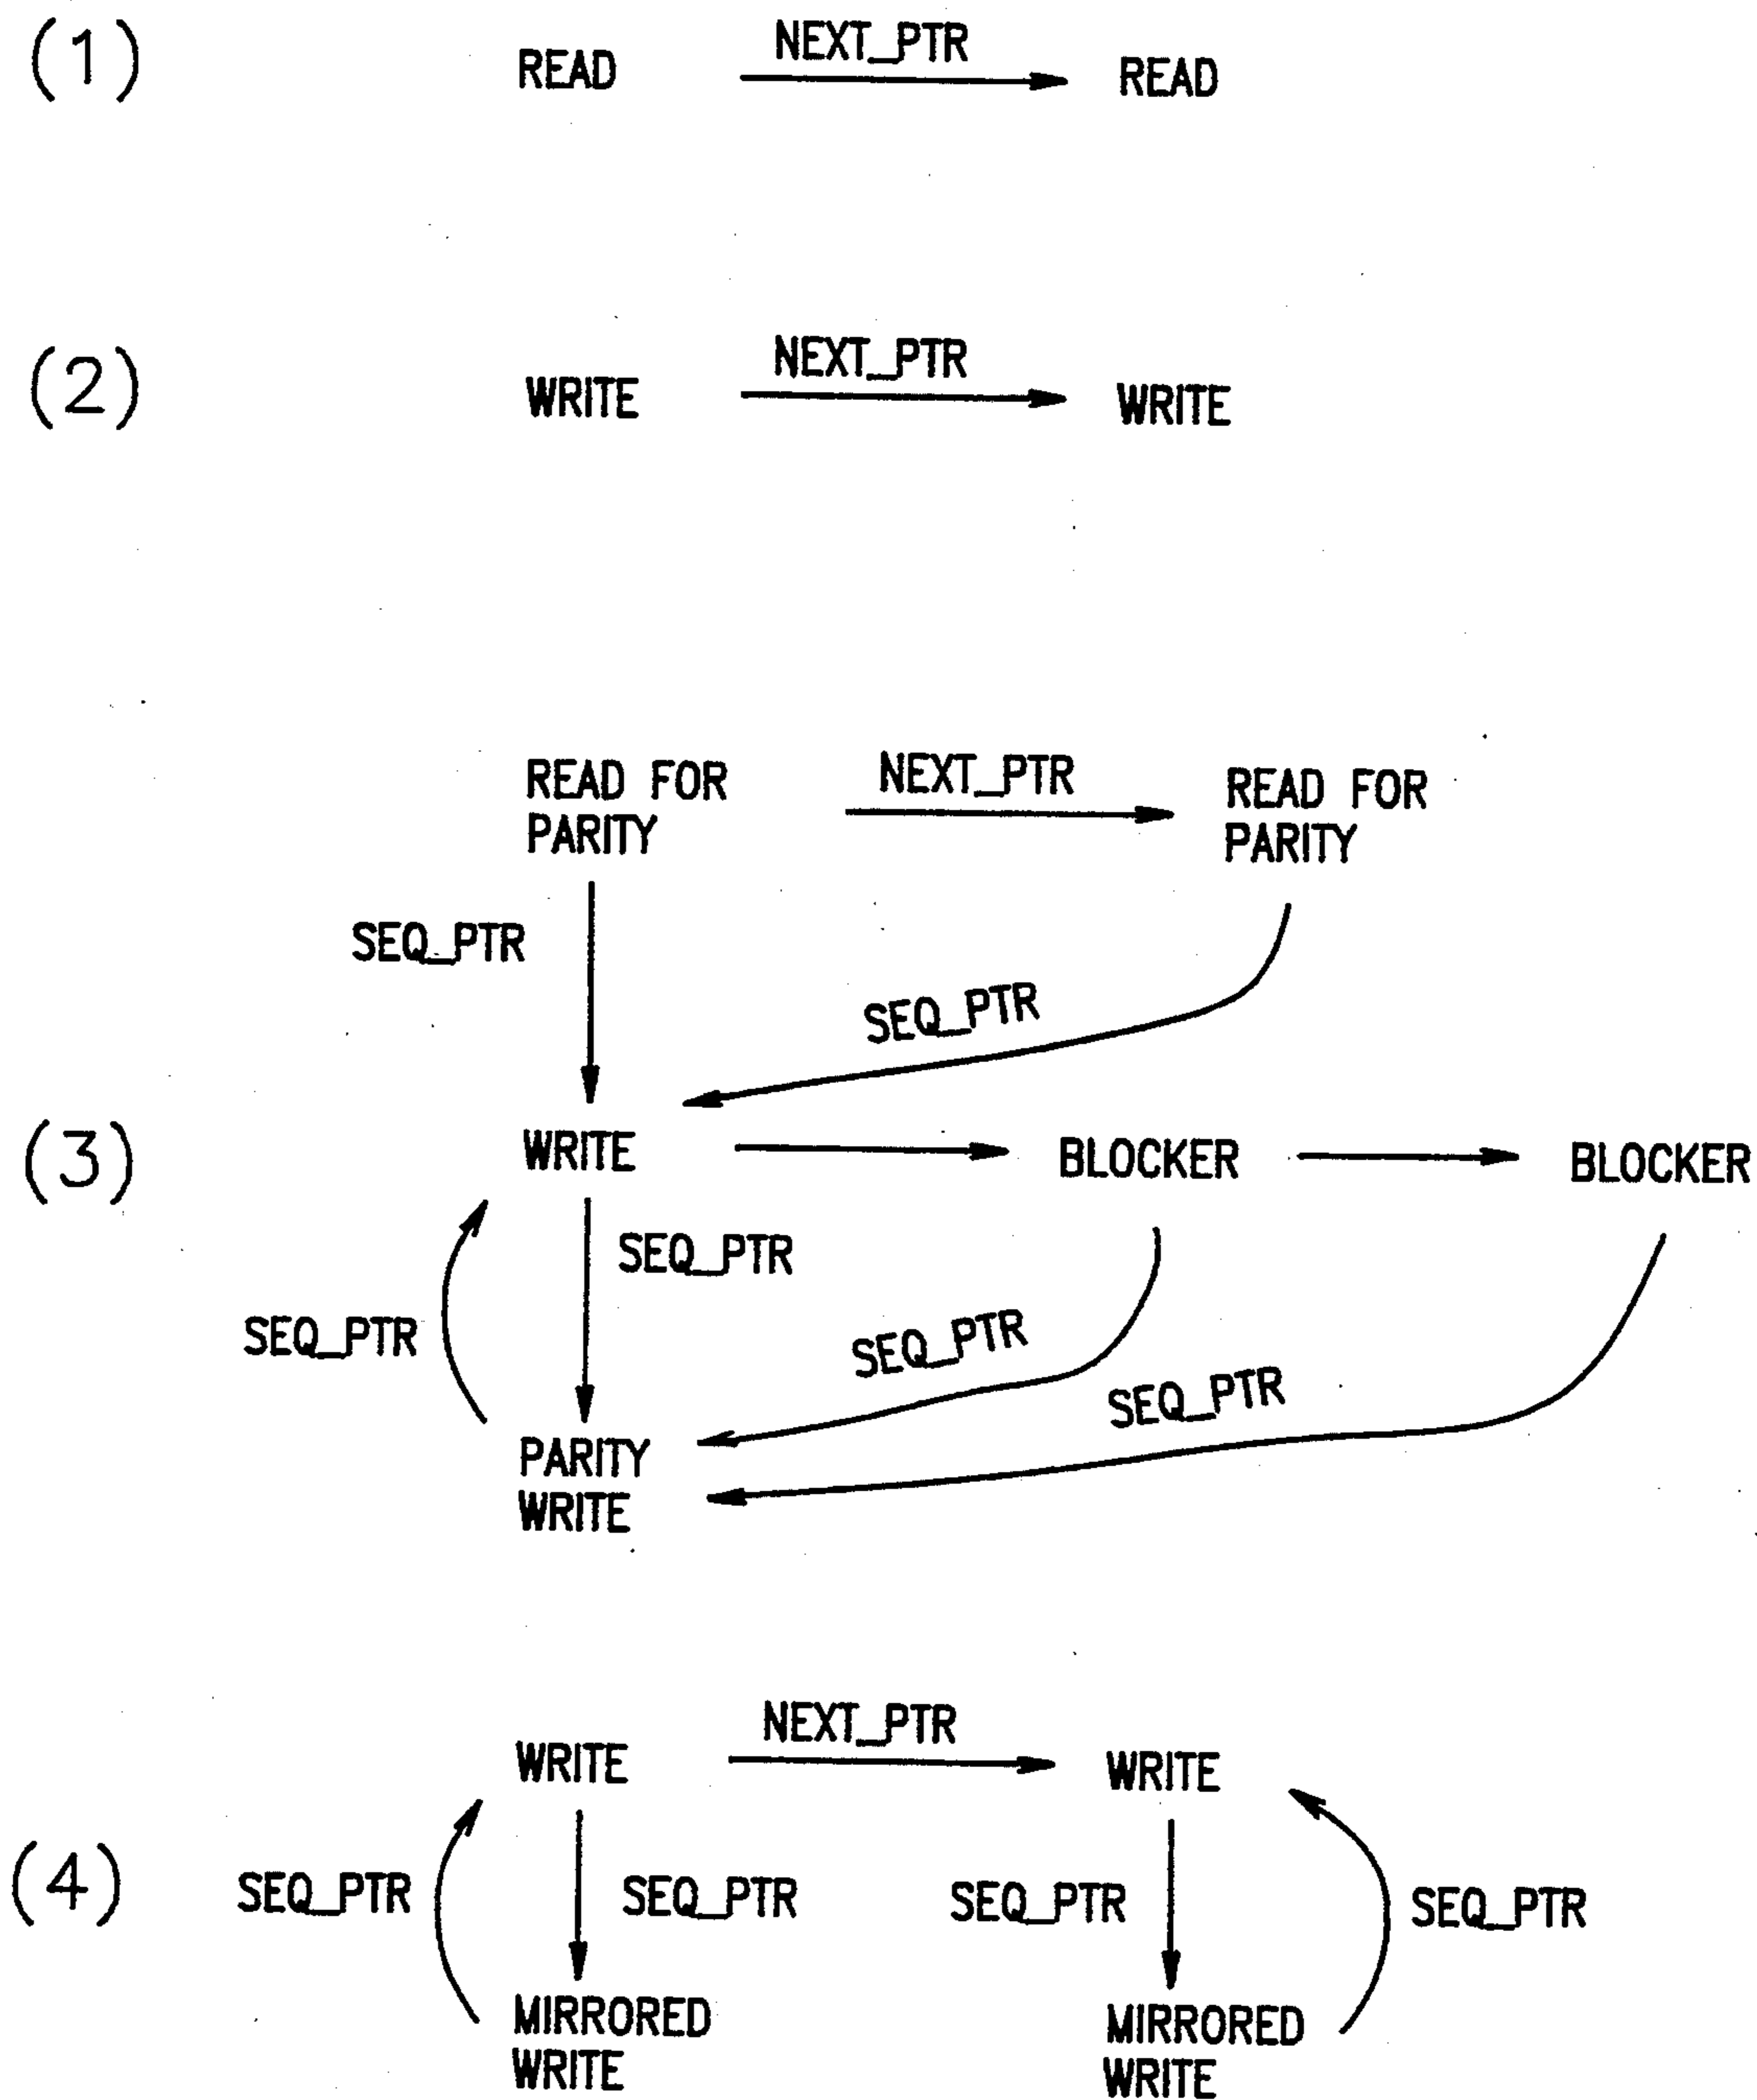 (1)
READ NEXT_PTR READ
(2)
WRITE NEXT_PTR WRITE
READ FOR
PARITY
NEXT_PTR
READ FOR
PARITY
SEQ_PTR
SEQ_PTR
(3)
WRITE BLOCKER BLOCKER
SEQ_PTR
SEQ_PTR
SEQ_PTR
SEQ_PTR
PARITY
WRITE
(4)
WRITE NEXT_PTR WRITE
SEQ_PTR SEQ_PTR SEQ_PTR SEQ_PTR
MIRRORED
WRITE
MIRRORED
WRITE